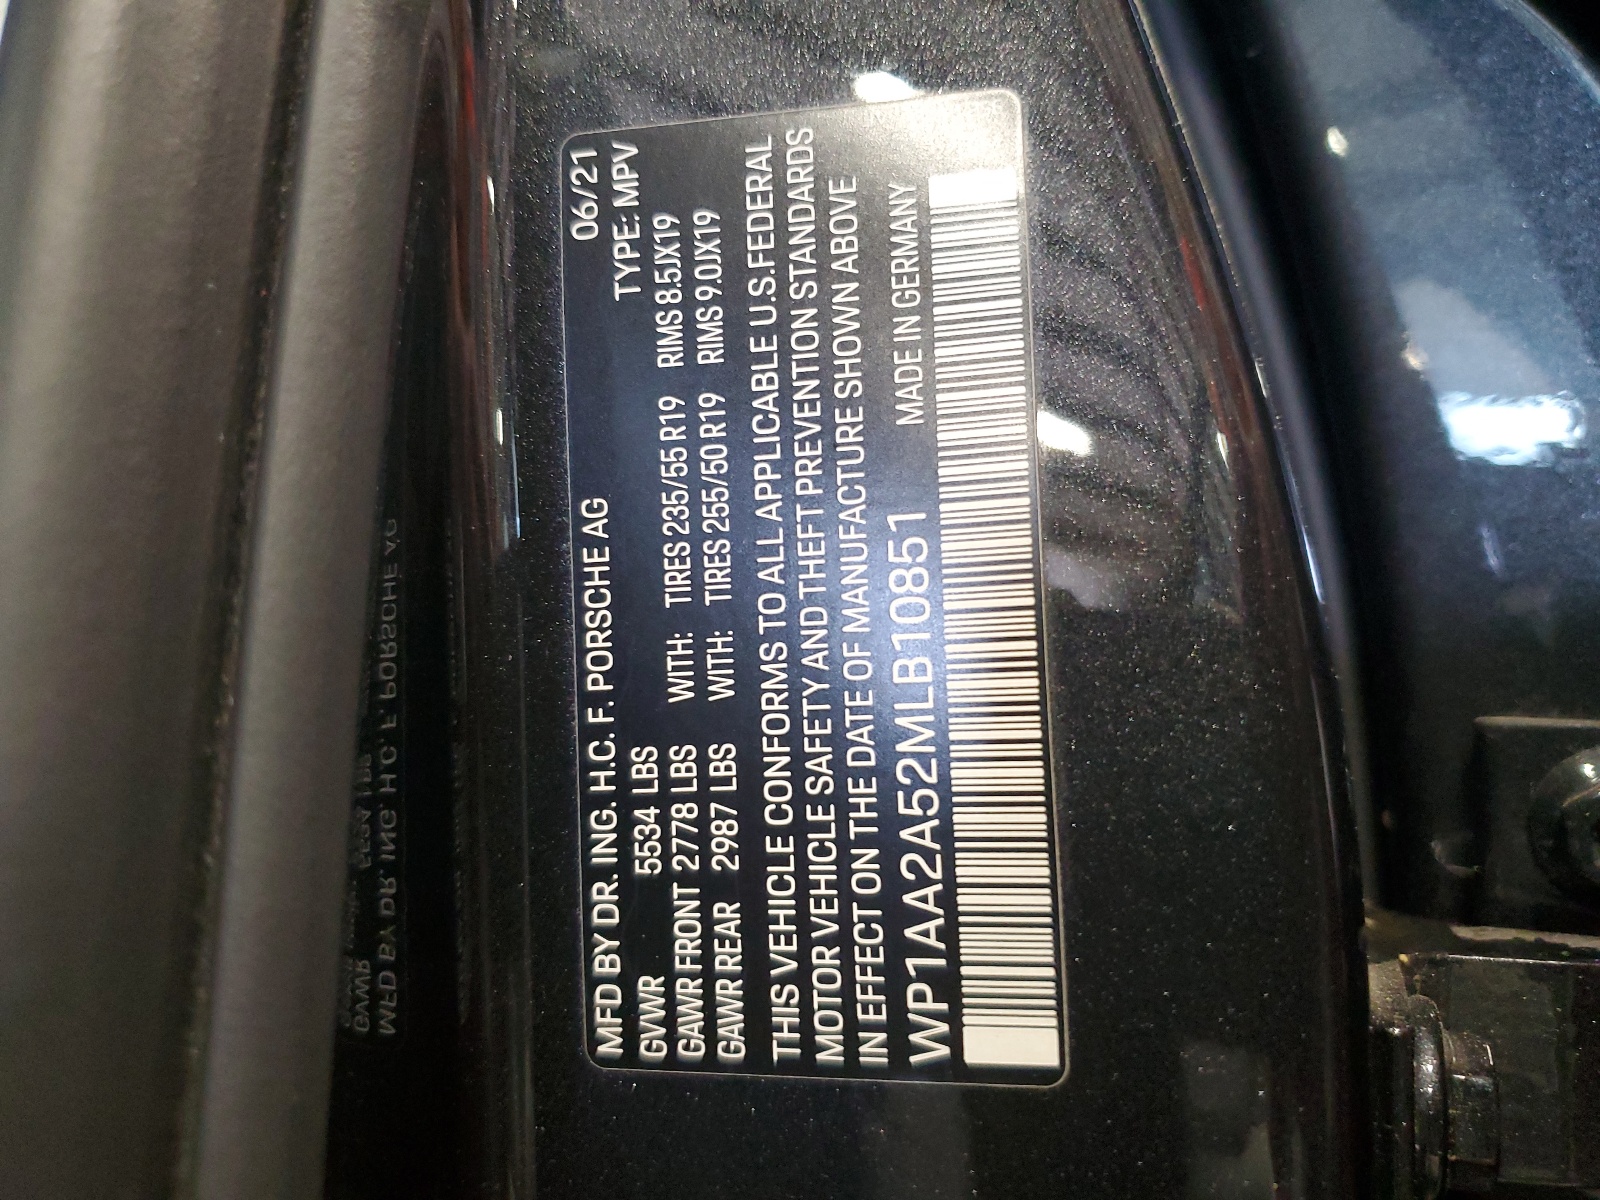 MFD BY DR. ING. H.C. F. PORSCHE AG 06/21
GVWR 5534 LBS TYPE: MPV
GAWR FRONT 2778 LBS WITH: TIRES 235/55 R19 RIMS 8.5JX19
GAWR REAR 2987 LBS WITH: TIRES 255/50 R19 RIMS 9.0JX19
THIS VEHICLE CONFORMS TO ALL APPLICABLE U.S.FEDERAL
MOTOR VEHICLE SAFETY AND THEFT PREVENTION STANDARDS
IN EFFECT ON THE DATE OF MANUFACTURE SHOWN ABOVE
WP1AA2A52MLB10851 MADE IN GERMANY